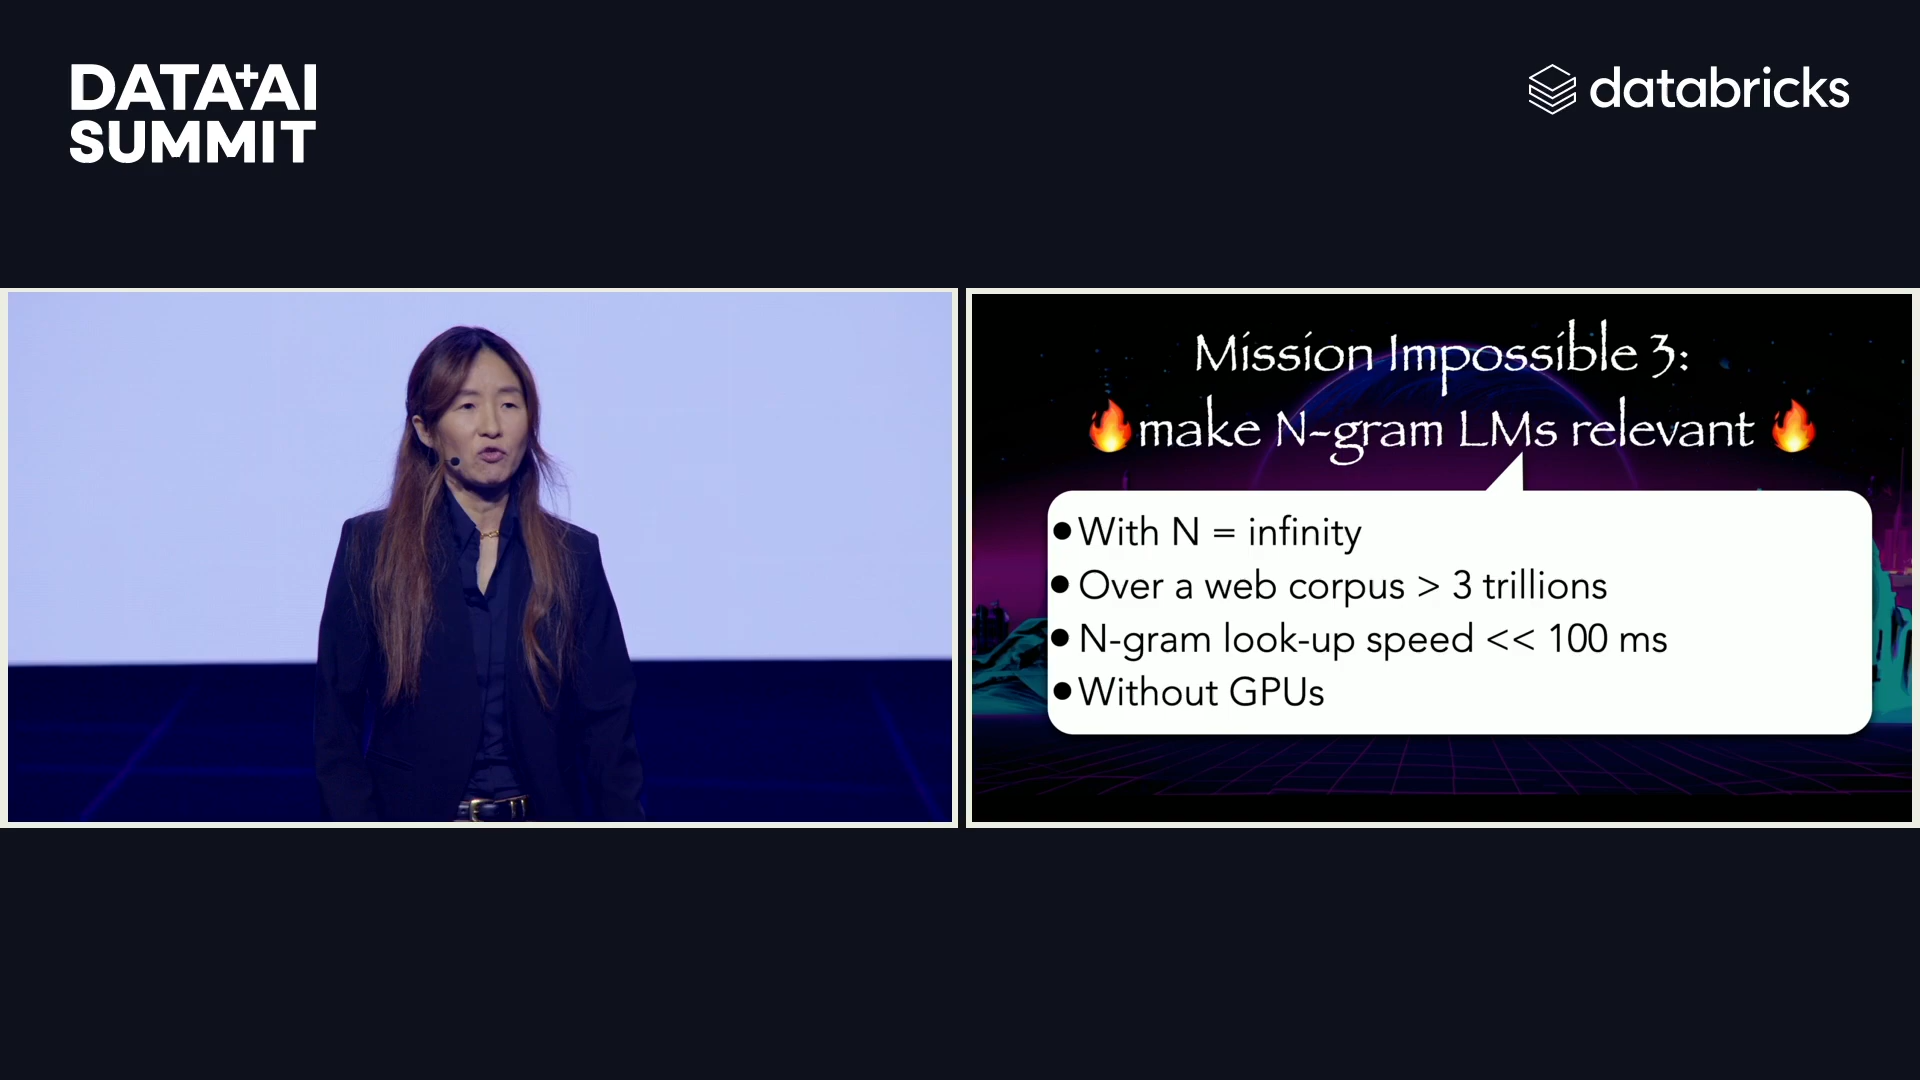 DATA+AI
SUMMIT
databricks
Mission Impossible 3:
🔥make N-gram LMs relevant 🔥
• With N = infinity
• Over a web corpus > 3 trillions
• N-gram look-up speed << 100 ms
• Without GPUs